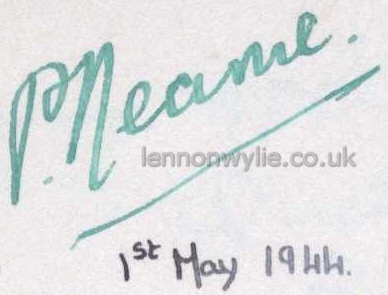 P. Neame.
lennonwylie.co.uk
1st May 1944.